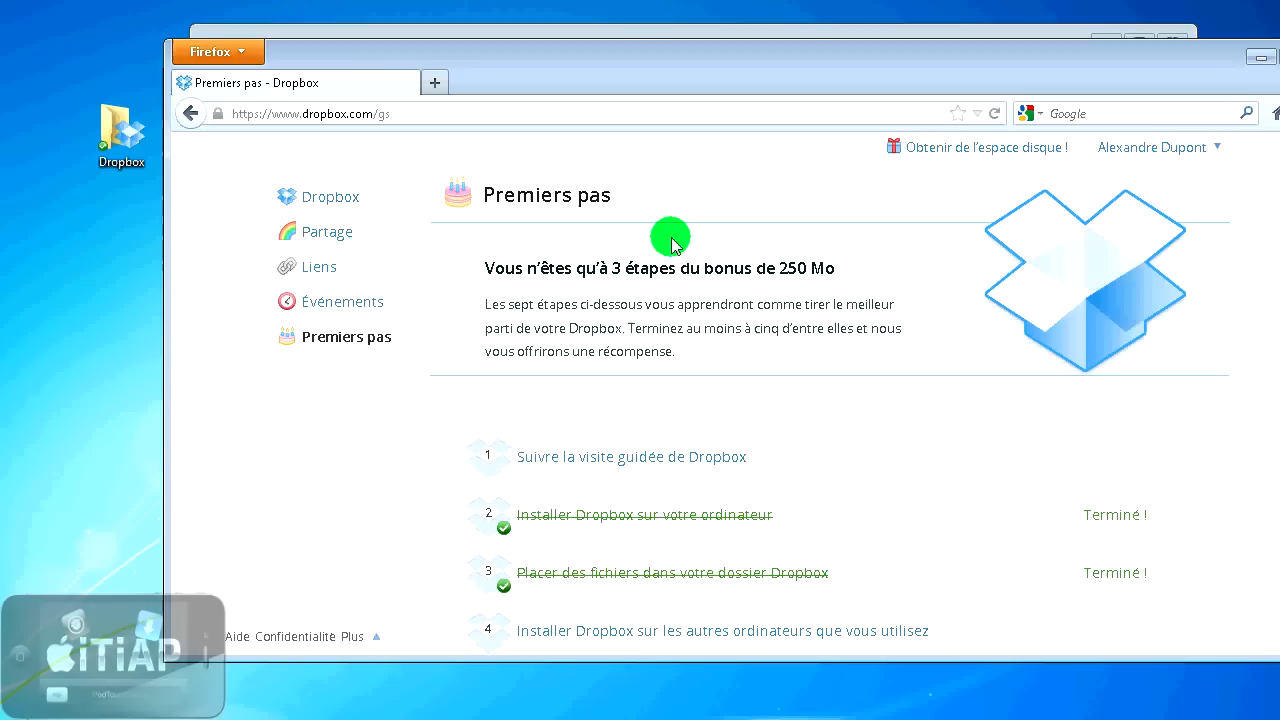 Firefox
Premiers pas - Dropbox
https://www.dropbox.com/gs
Google
Dropbox
Obtenir de l'espace disque !
Alexandre Dupont
Dropbox
Partage
Liens
Événements
Premiers pas
Premiers pas
Vous n'êtes qu'à 3 étapes du bonus de 250 Mo
Les sept étapes ci-dessous vous apprendront comme tirer le meilleur
parti de votre Dropbox. Terminez au moins à cinq d'entre elles et nous
vous offrirons une récompense.
1 Suivre la visite guidée de Dropbox
2 Installer Dropbox sur votre ordinateur Terminé !
3 Placer des fichiers dans votre dossier Dropbox Terminé !
4 Installer Dropbox sur les autres ordinateurs que vous utilisez
Aide Confidentialité Plus
iTiAP